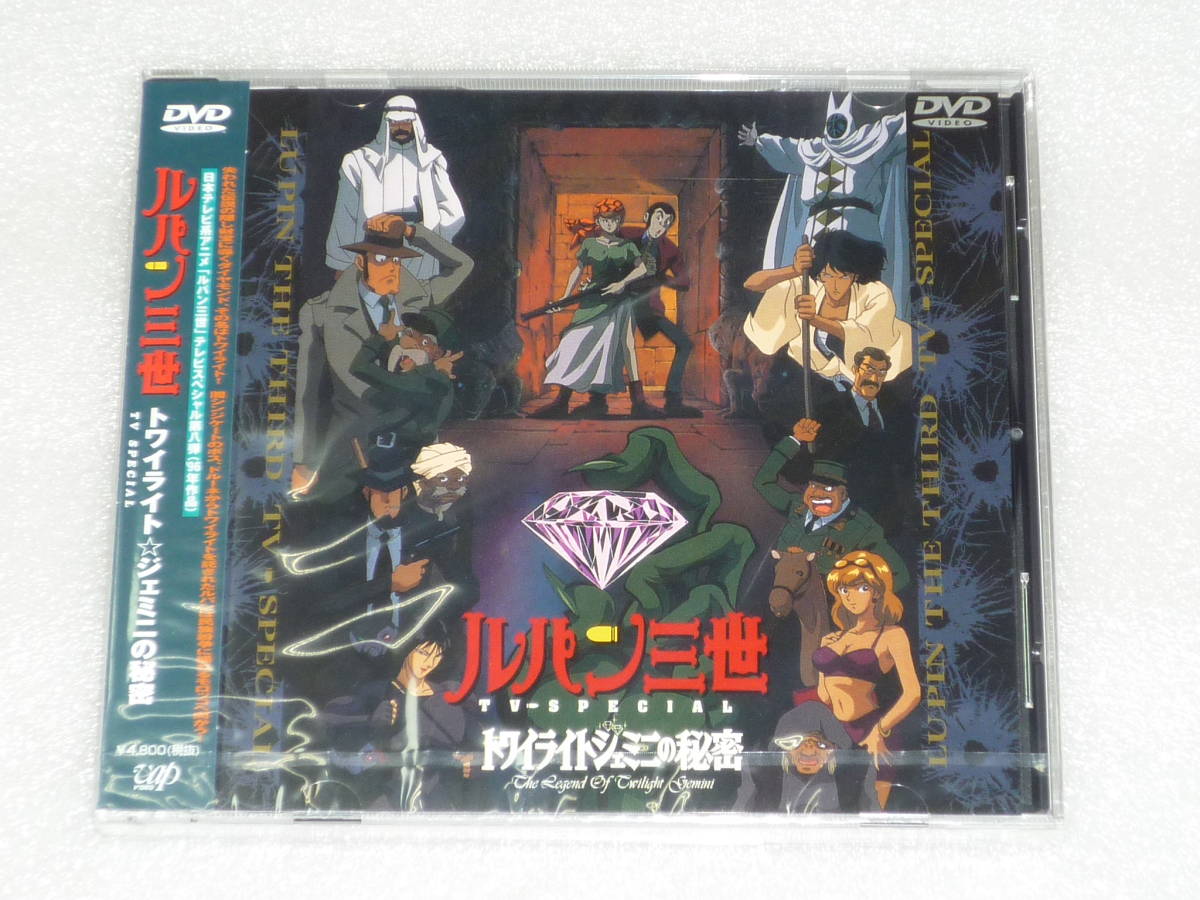 DVD
VIDEO
ルパン三世
トワイライト☆ジェミニの秘密
TV SPECIAL
日本テレビ系アニメ「ルパン三世」テレビスペシャル第八弾('96年作品)
¥4,800(税抜)
vap
VIDEO
LUPIN THE THIRD TV-SPECIAL
DVD
VIDEO
LUPIN THE THIRD TV-SPECIAL
ルパン三世
TV-SPECIAL
トワイライトジェミニの秘密
The Legend Of Twilight Gemini